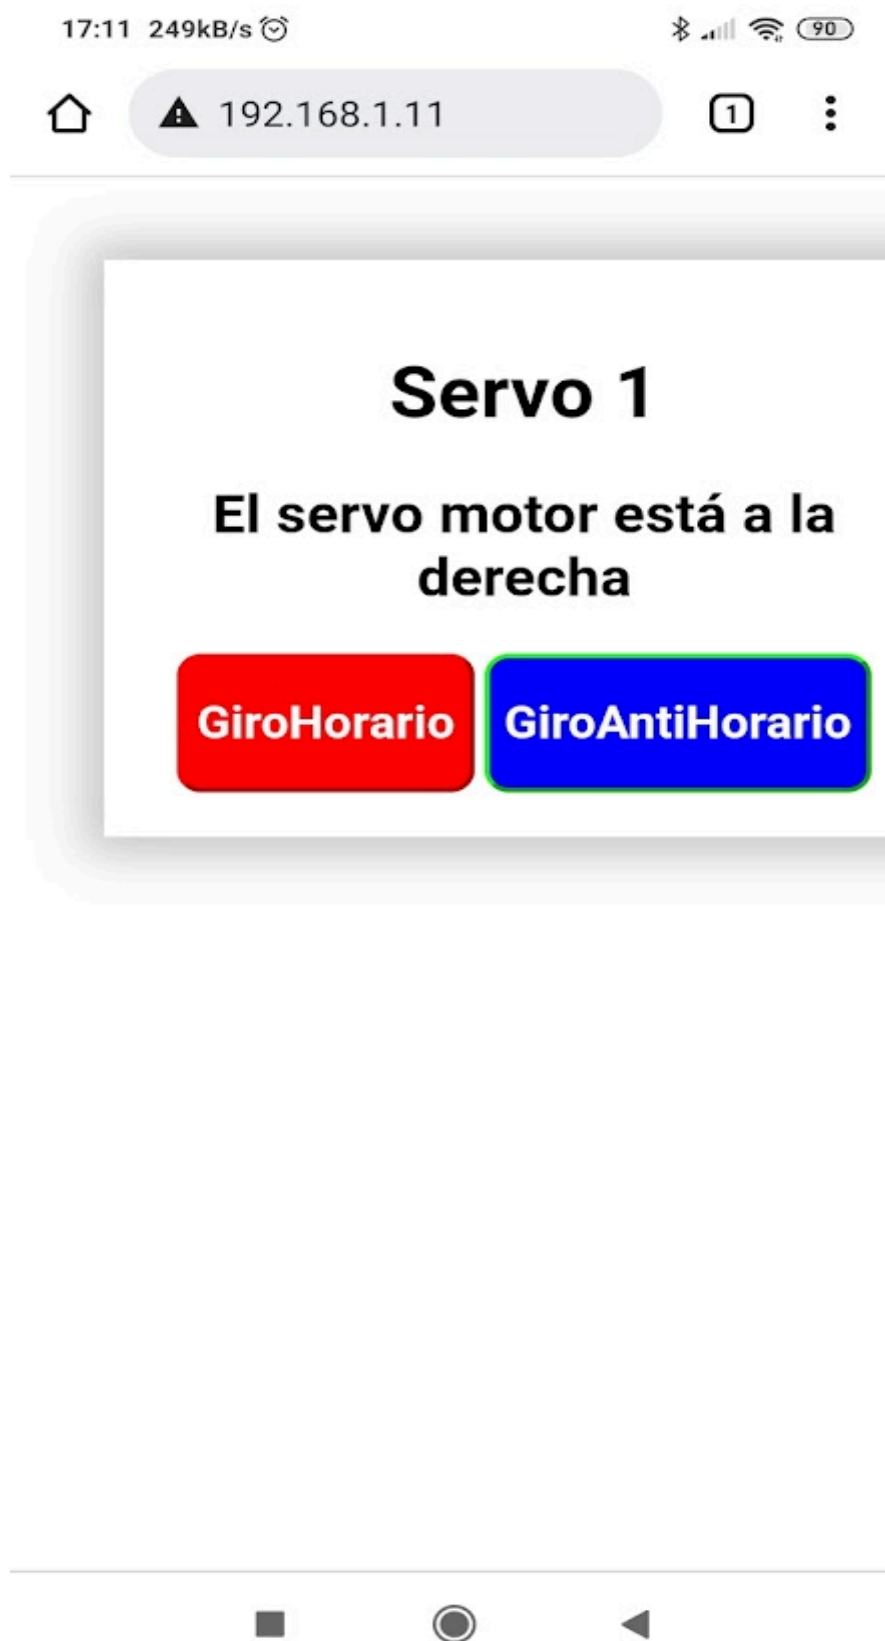 17:11 249kB/s 90
192.168.1.11 1
Servo 1
El servo motor está a la
derecha
GiroHorario GiroAntiHorario